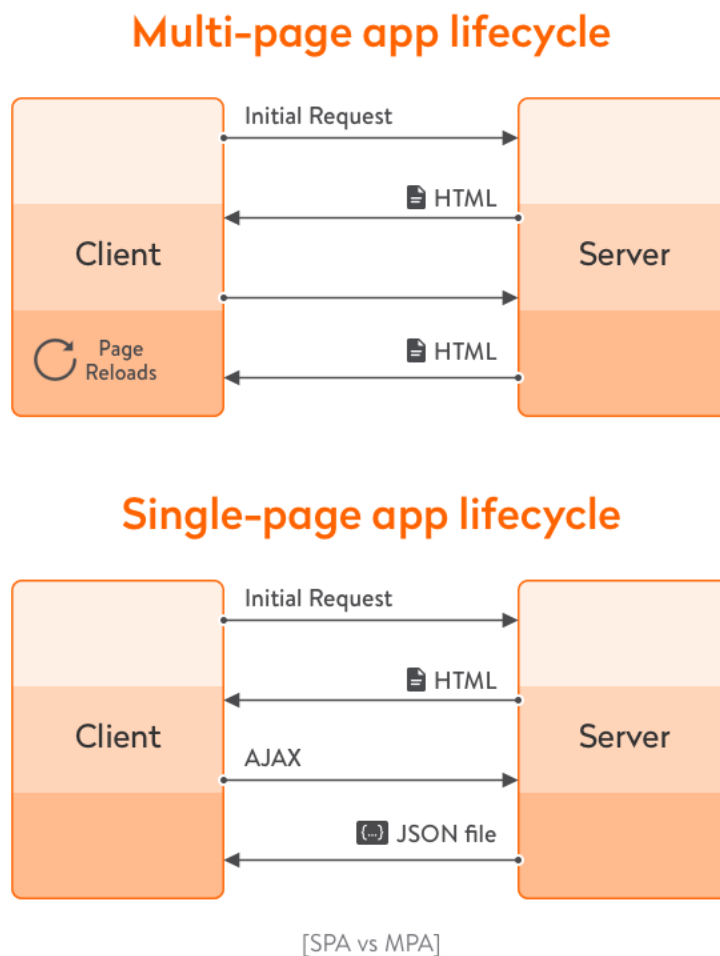 Multi-page app lifecycle
Initial Request
HTML
Client
Server
Page
Reloads
HTML
Single-page app lifecycle
Initial Request
HTML
Client
Server
AJAX
{...} JSON file
[SPA vs MPA]